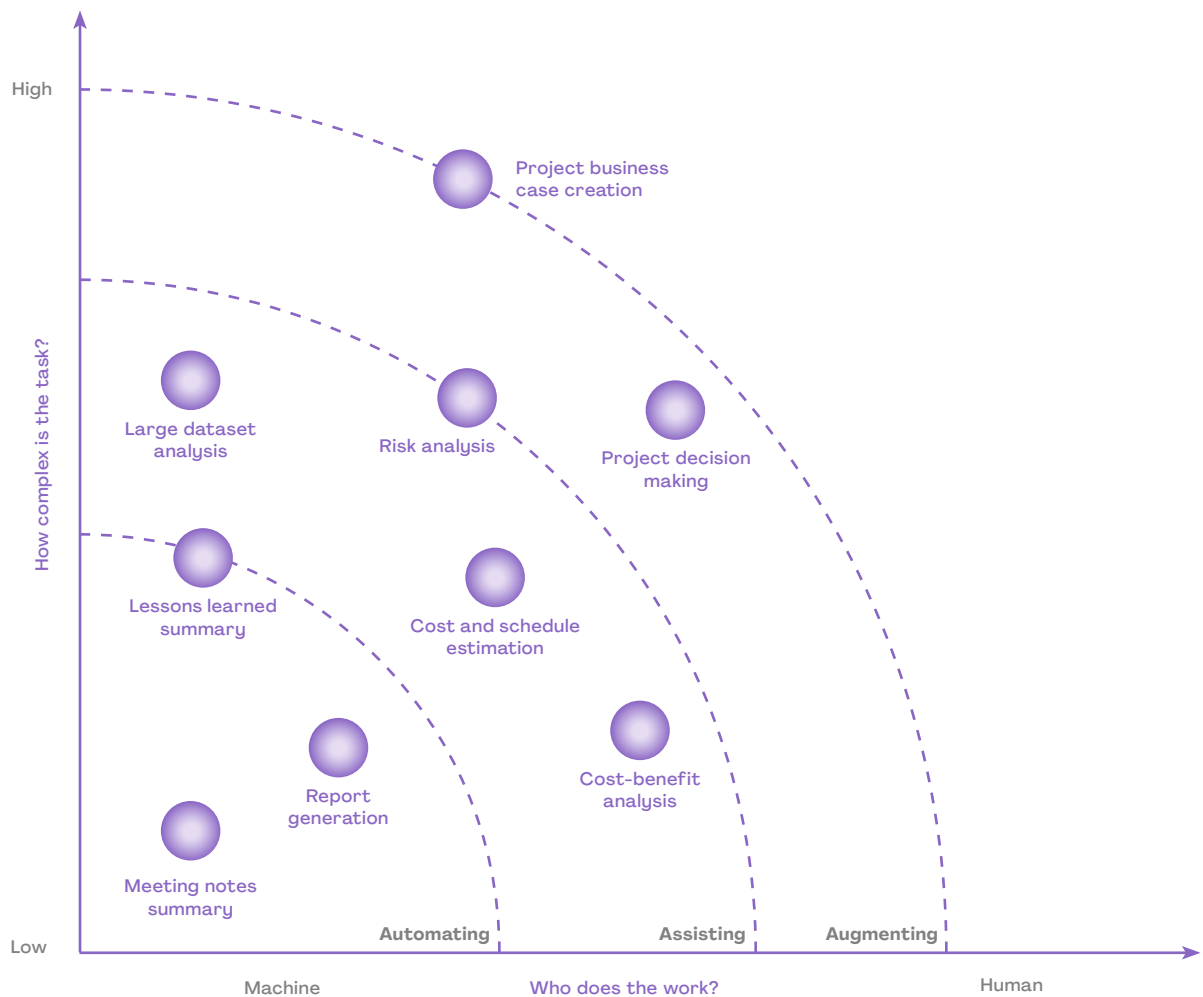 High
Project business
case creation
How complex is the task?
Large dataset
analysis
Risk analysis
Project decision
making
Lessons learned
summary
Cost and schedule
estimation
Cost-benefit
analysis
Report
generation
Meeting notes
summary
Low
Automating
Assisting
Augmenting
Machine
Who does the work?
Human